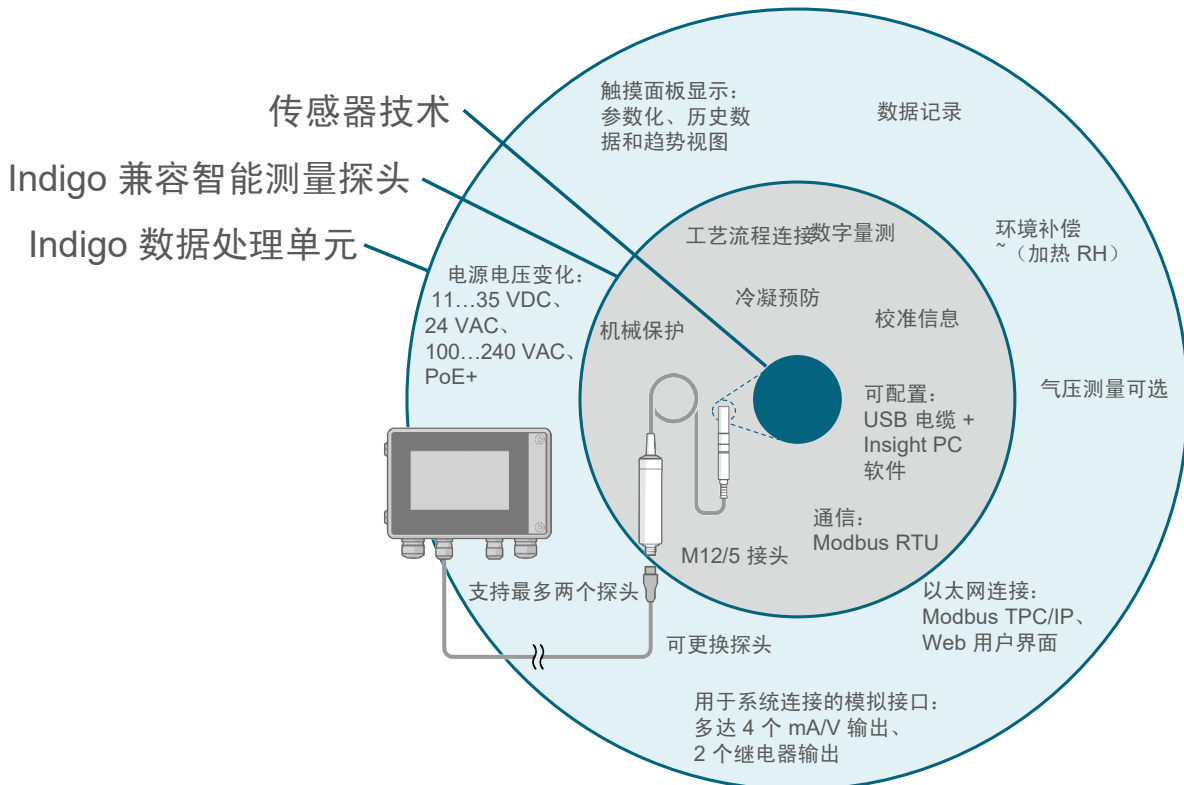 传感器技术
Indigo 兼容智能测量探头
Indigo 数据处理单元
触摸面板显示：
参数化、历史数
据和趋势视图
数据记录
环境补偿
~（加热 RH）
气压测量可选
电源电压变化：
11…35 VDC、
24 VAC、
100…240 VAC、
PoE+
工艺流程连接
数字量测
冷凝预防
机械保护
校准信息
可配置：
USB 电缆 +
Insight PC
软件
通信：
Modbus RTU
M12/5 接头
支持最多两个探头
可更换探头
以太网连接：
Modbus TPC/IP、
Web 用户界面
用于系统连接的模拟接口：
多达 4 个 mA/V 输出、
2 个继电器输出